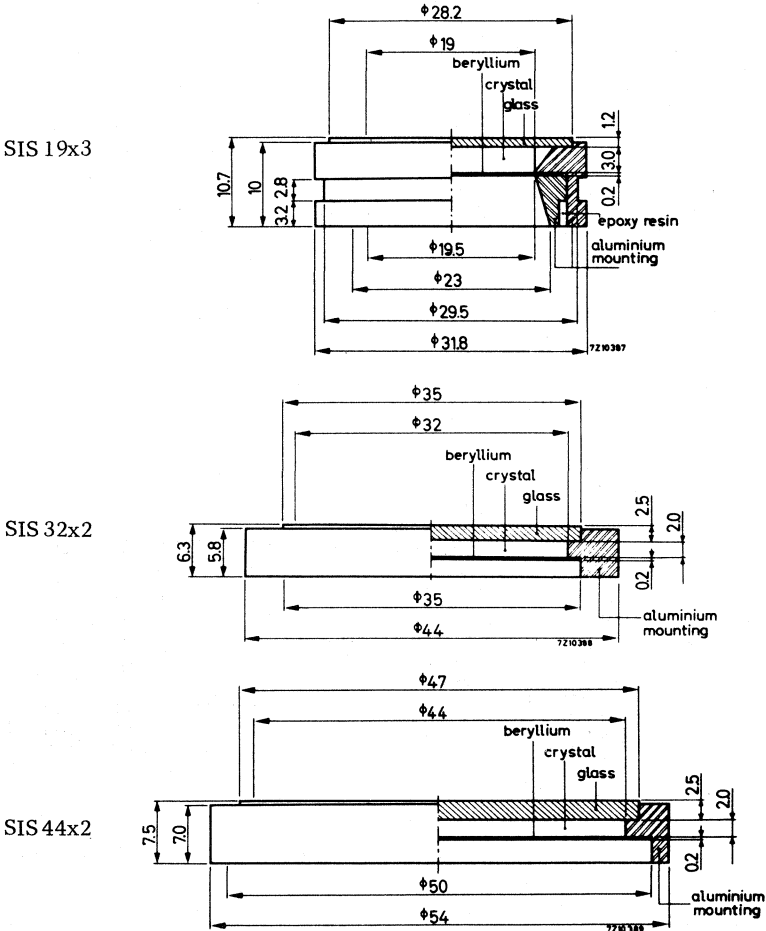 ϕ28.2
ϕ19
beryllium
crystal
glass
SIS 19x3
10.7
10
2.8
3.2
1.2
3.0
0.2
epoxy resin
aluminium
mounting
ϕ19.5
ϕ23
ϕ29.5
ϕ31.8
7Z10387
ϕ35
ϕ32
beryllium
crystal
glass
SIS 32x2
6.3
5.8
2.5
2.0
0.2
ϕ35
ϕ44
aluminium
mounting
7Z10388
ϕ47
ϕ44
beryllium
crystal
glass
SIS 44x2
7.5
7.0
2.5
2.0
0.2
ϕ50
ϕ54
aluminium
mounting
7Z10389